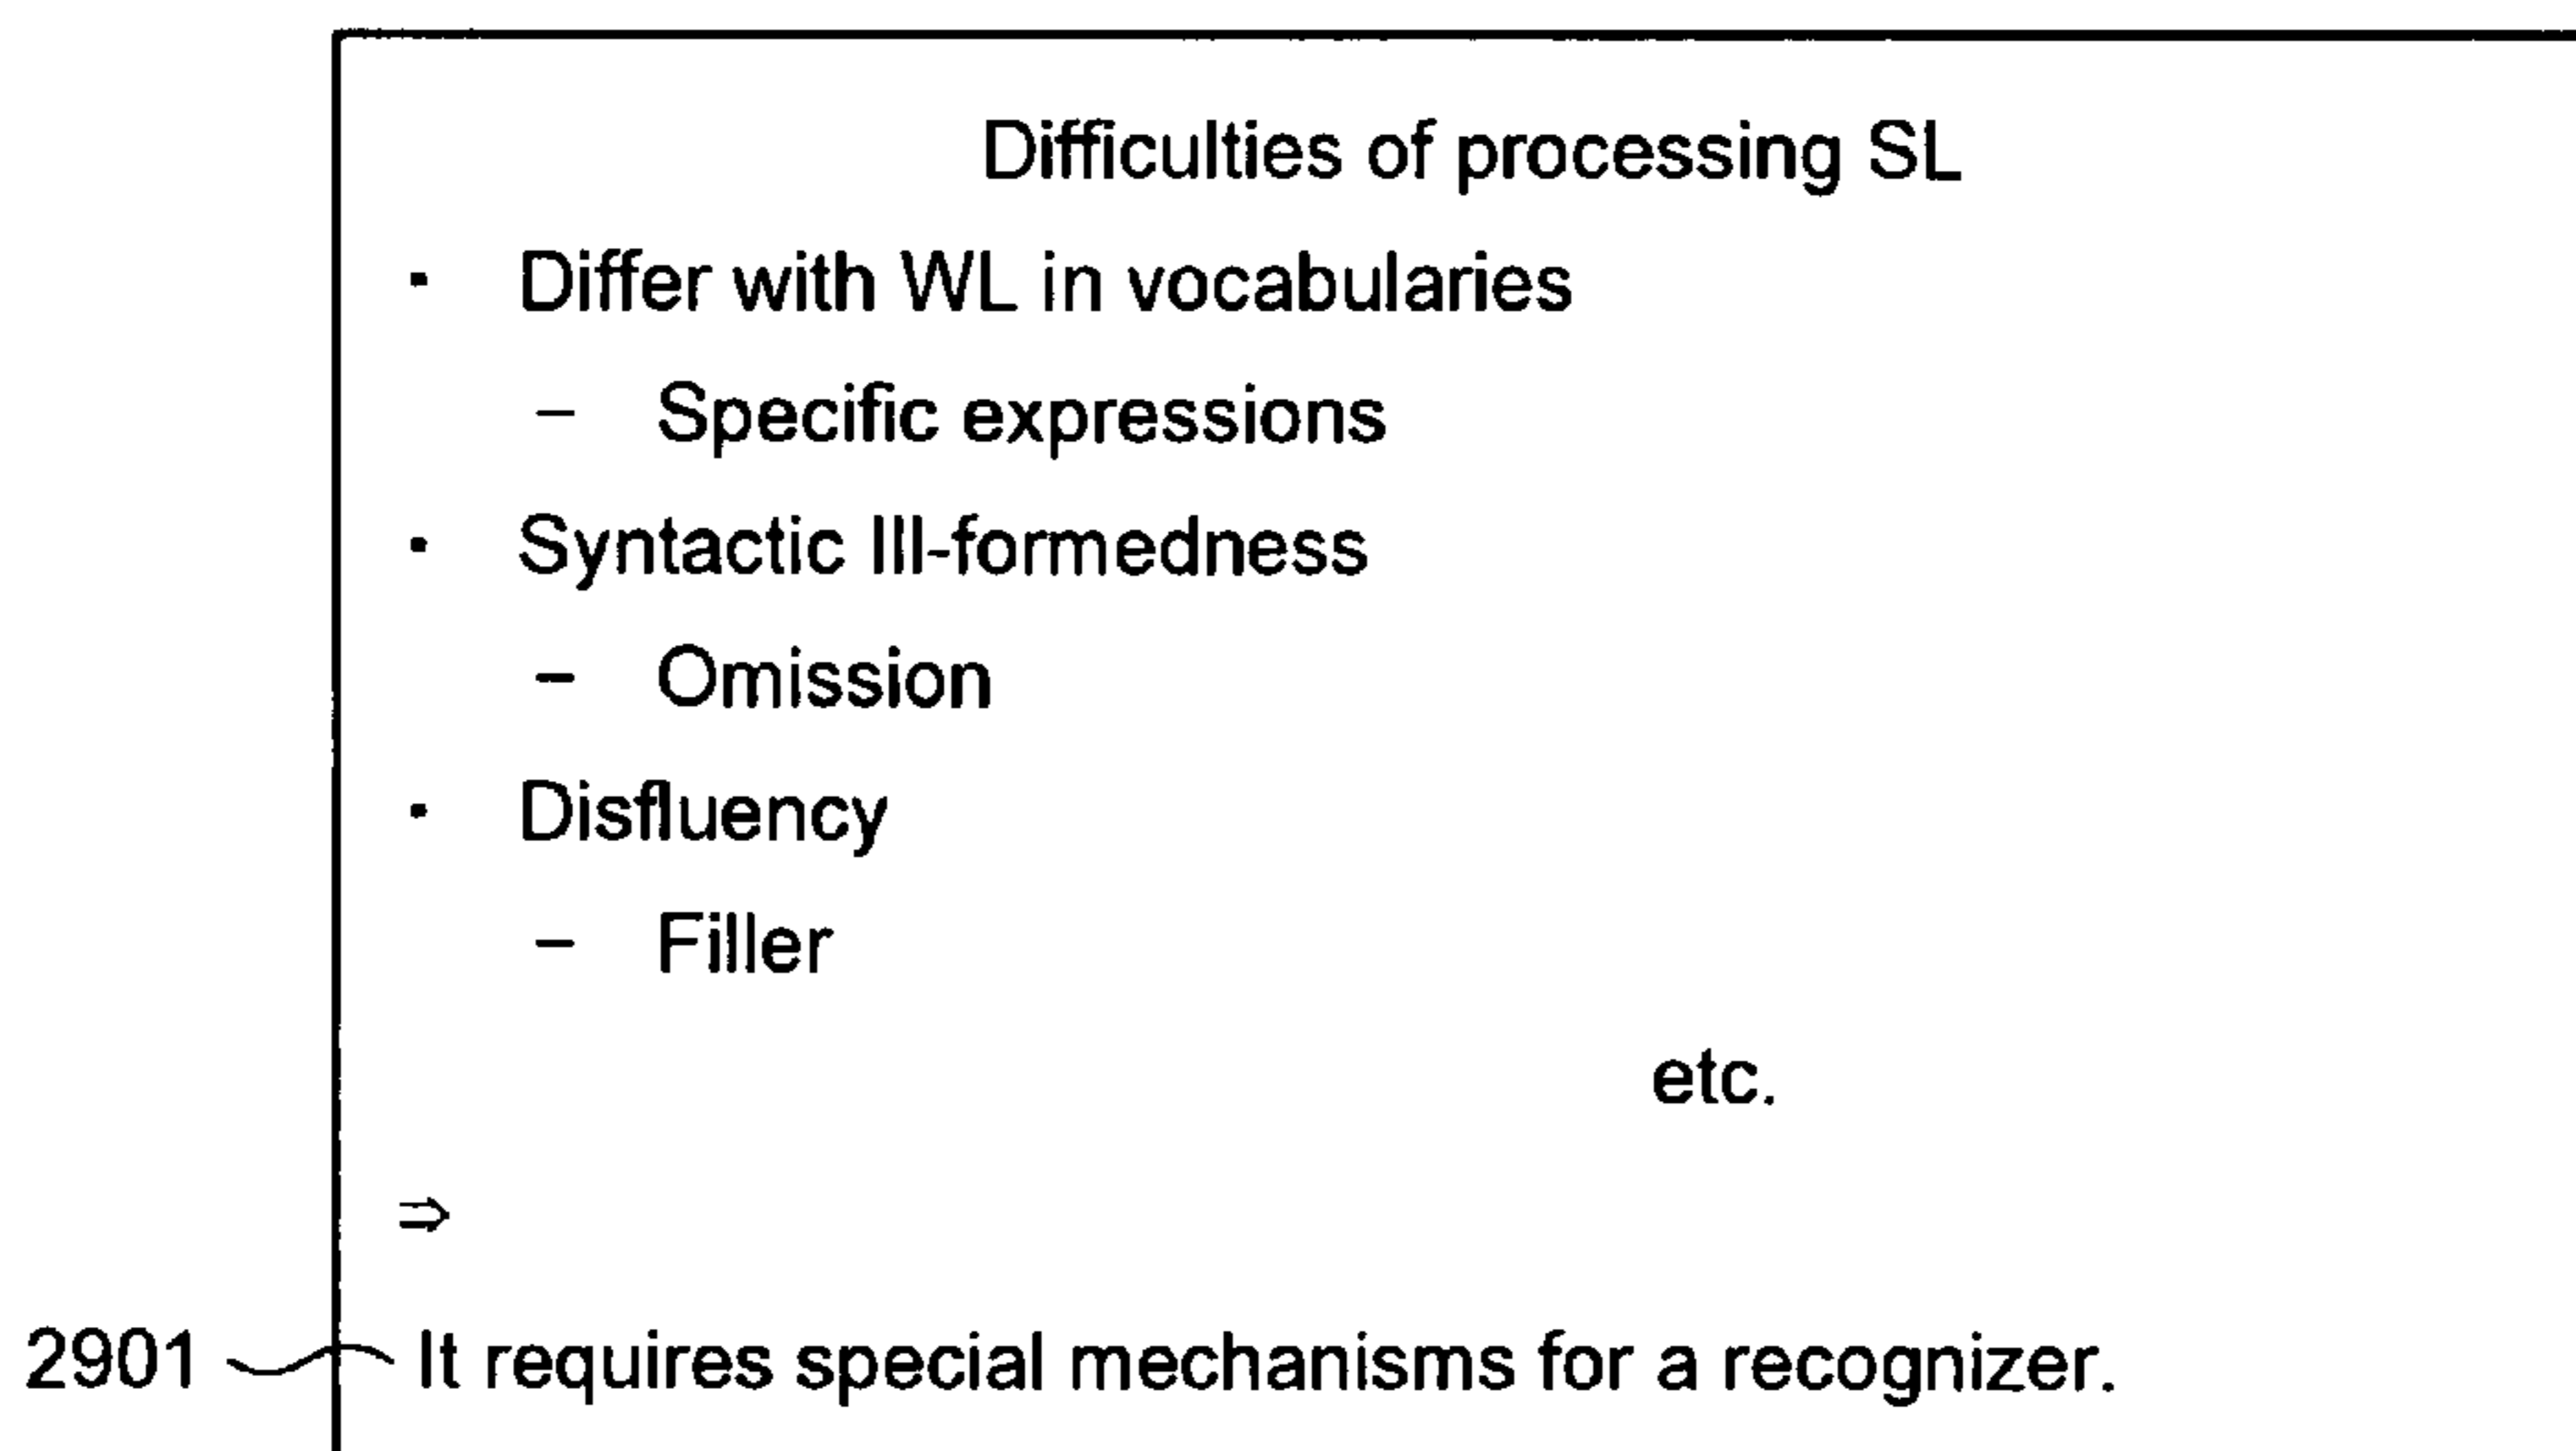 Difficulties of processing SL
· Differ with WL in vocabularies
– Specific expressions
· Syntactic Ill-formedness
– Omission
· Disfluency
– Filler
etc.
⇒
2901 It requires special mechanisms for a recognizer.